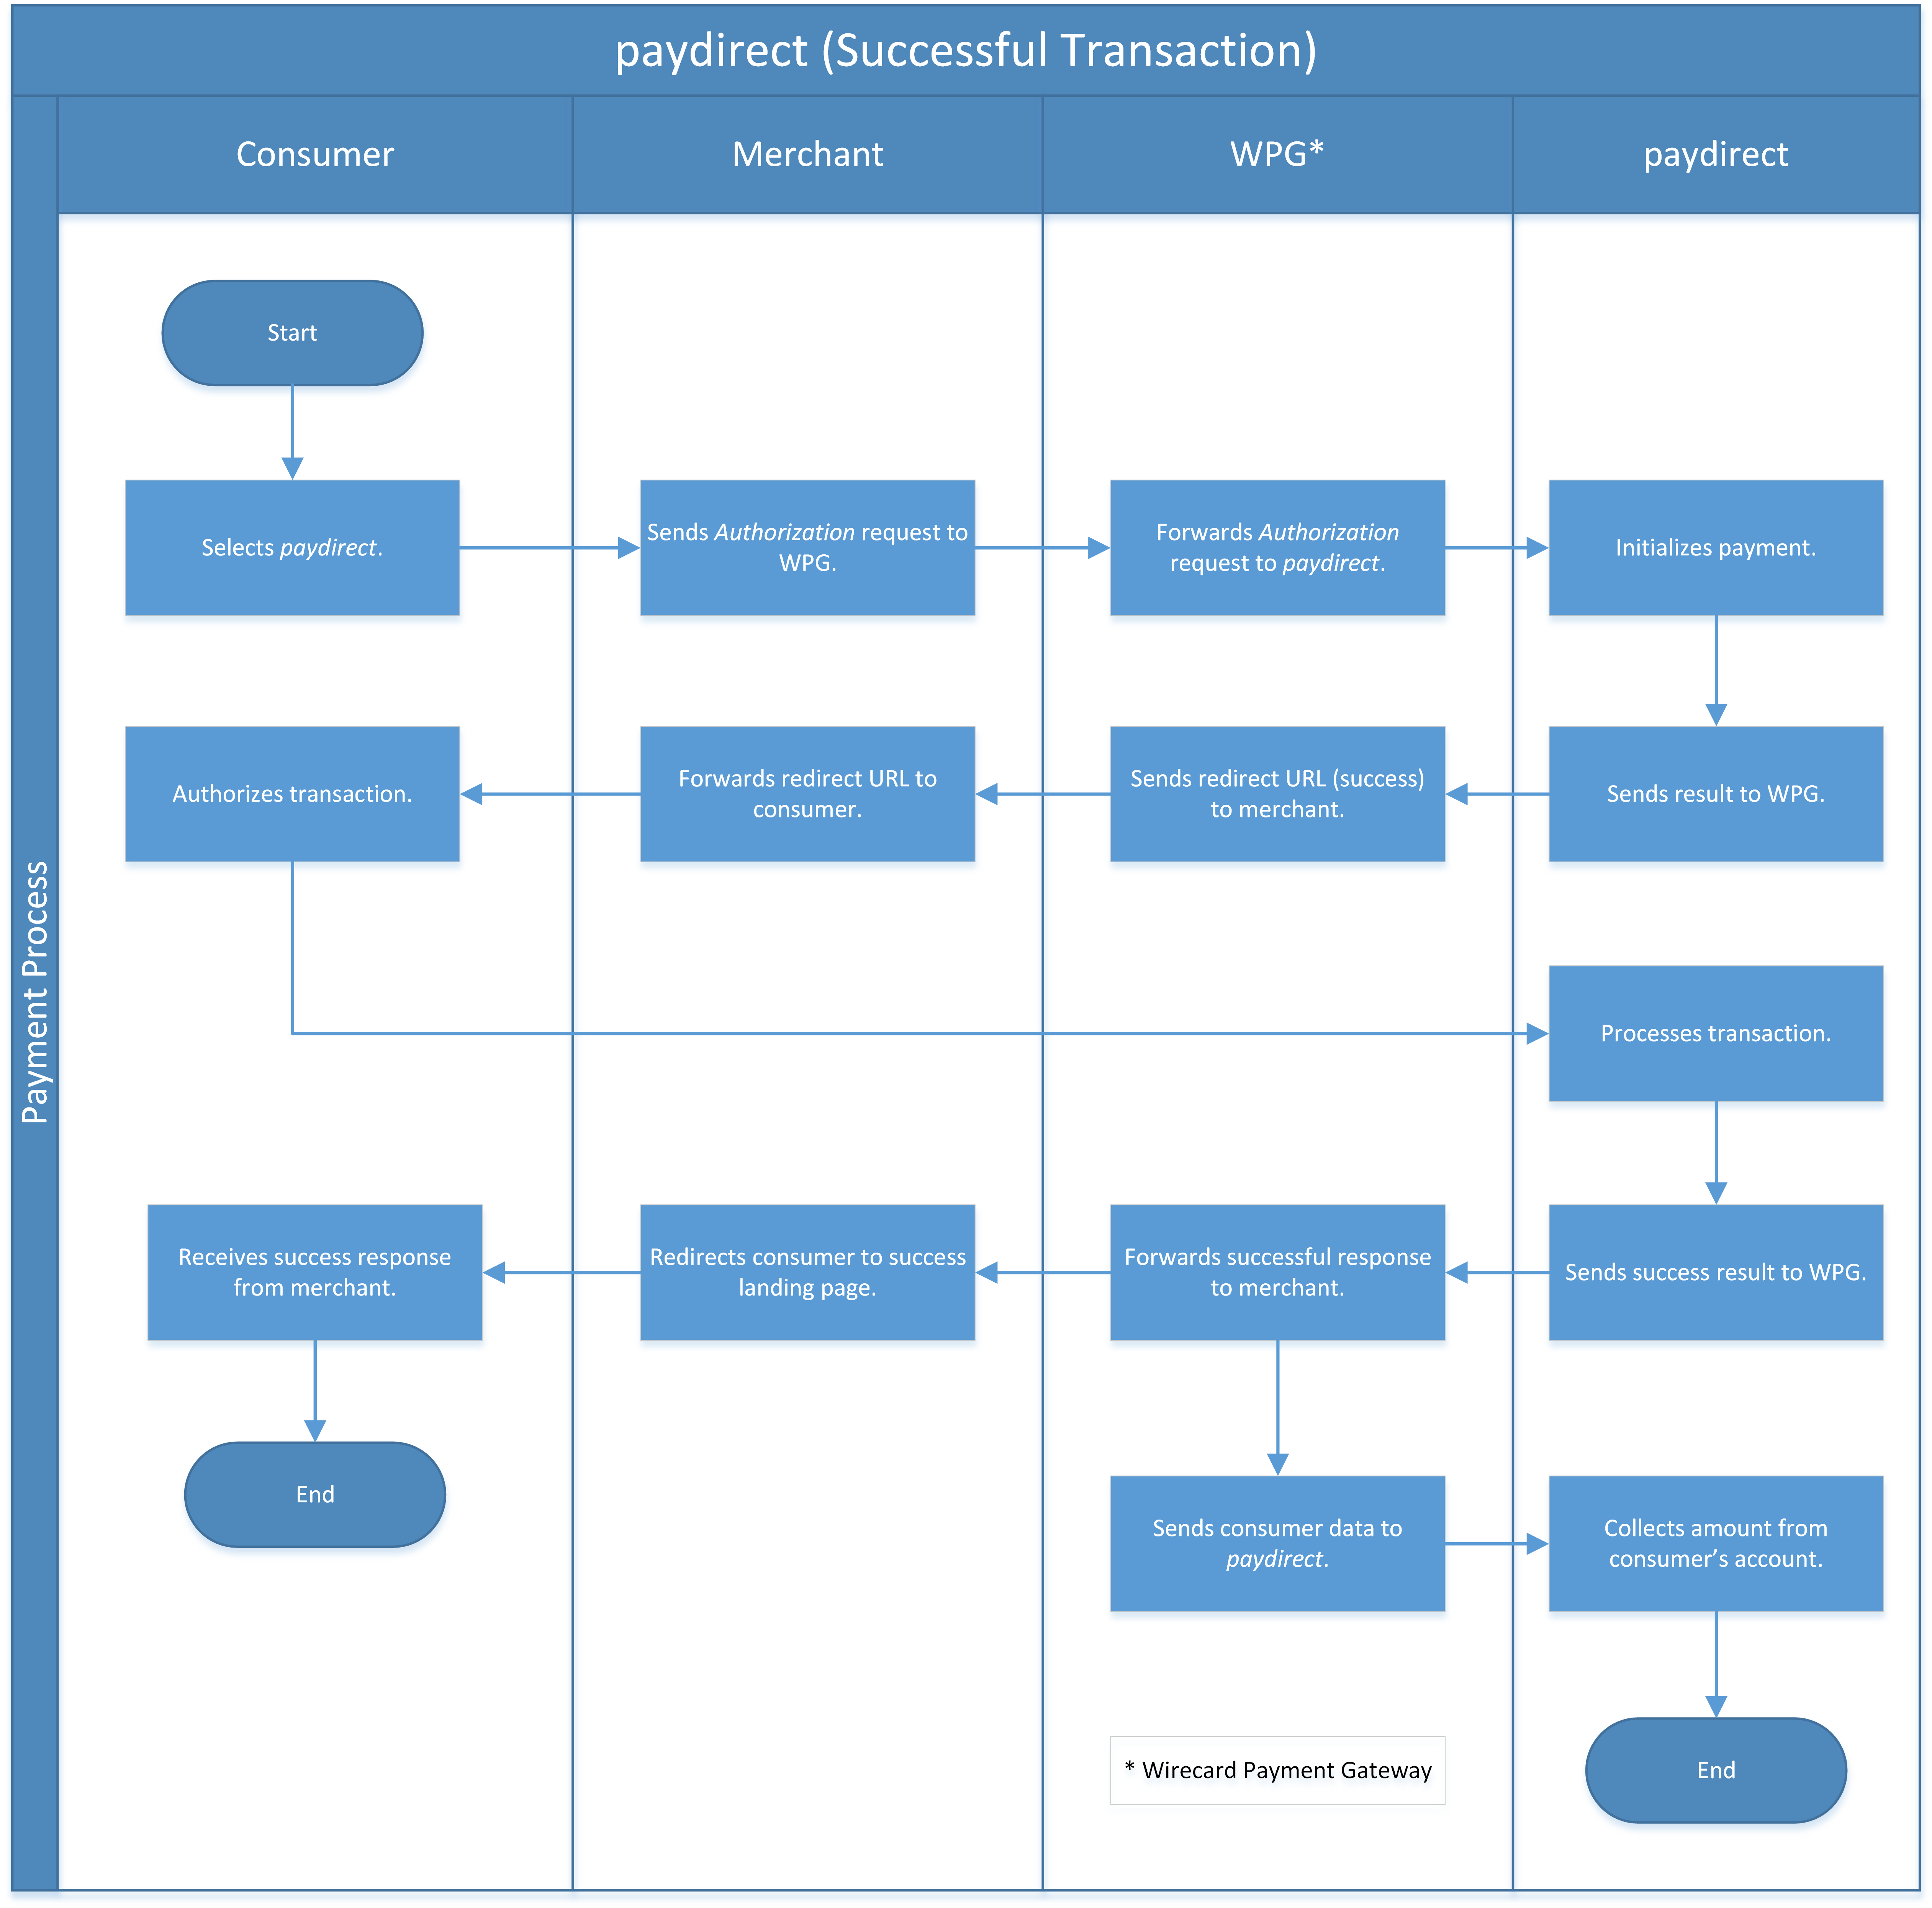 paydirect (Successful Transaction)
Payment Process
Consumer
Merchant
WPG*
paydirect
Start
Selects paydirect.
Sends Authorization request to
WPG.
Forwards Authorization
request to paydirect.
Initializes payment.
Authorizes transaction.
Forwards redirect URL to
consumer.
Sends redirect URL (success)
to merchant.
Sends result to WPG.
Processes transaction.
Receives success response
from merchant.
Redirects consumer to success
landing page.
Forwards successful response
to merchant.
Sends success result to WPG.
End
Sends consumer data to
paydirect.
Collects amount from
consumer’s account.
* Wirecard Payment Gateway
End